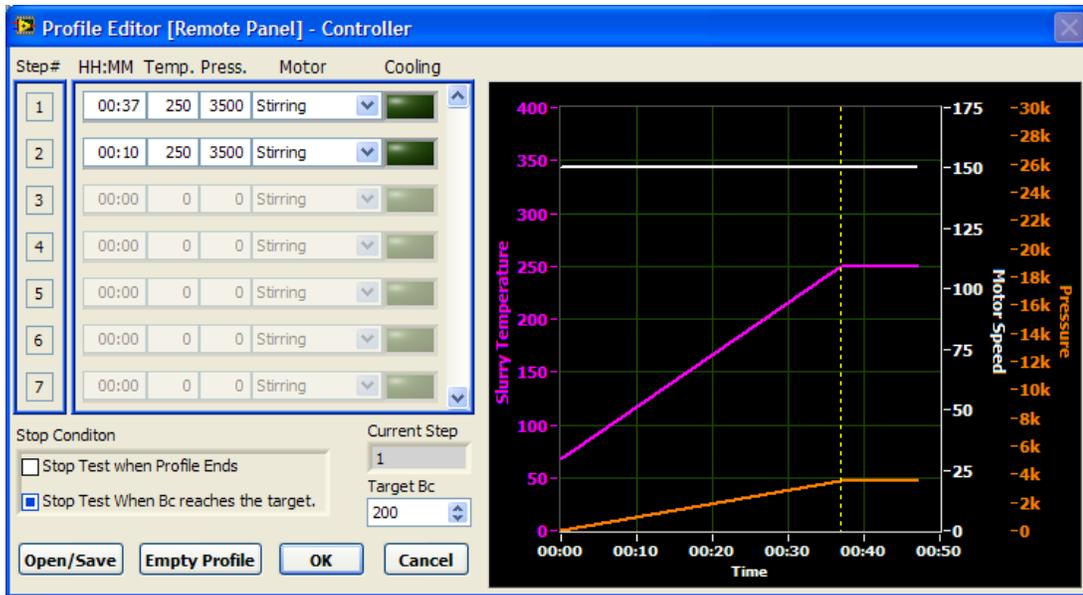 Profile Editor [Remote Panel] - Controller
Step# HH:MM Temp. Press. Motor Cooling
1 00:37 250 3500 Stirring
2 00:10 250 3500 Stirring
3 00:00 0 0 Stirring
4 00:00 0 0 Stirring
5 00:00 0 0 Stirring
6 00:00 0 0 Stirring
7 00:00 0 0 Stirring
Stop Conditon
Stop Test when Profile Ends
Stop Test When Bc reaches the target.
Current Step
1
Target Bc
200
Open/Save Empty Profile OK Cancel
Slurry Temperature
400
350
300
250
200
150
100
50
0
175
150
125
100
75
50
25
0
Motor Speed
30k
28k
26k
24k
22k
20k
18k
16k
14k
12k
10k
8k
6k
4k
2k
0
Pressure
00:00 00:10 00:20 00:30 00:40 00:50
Time